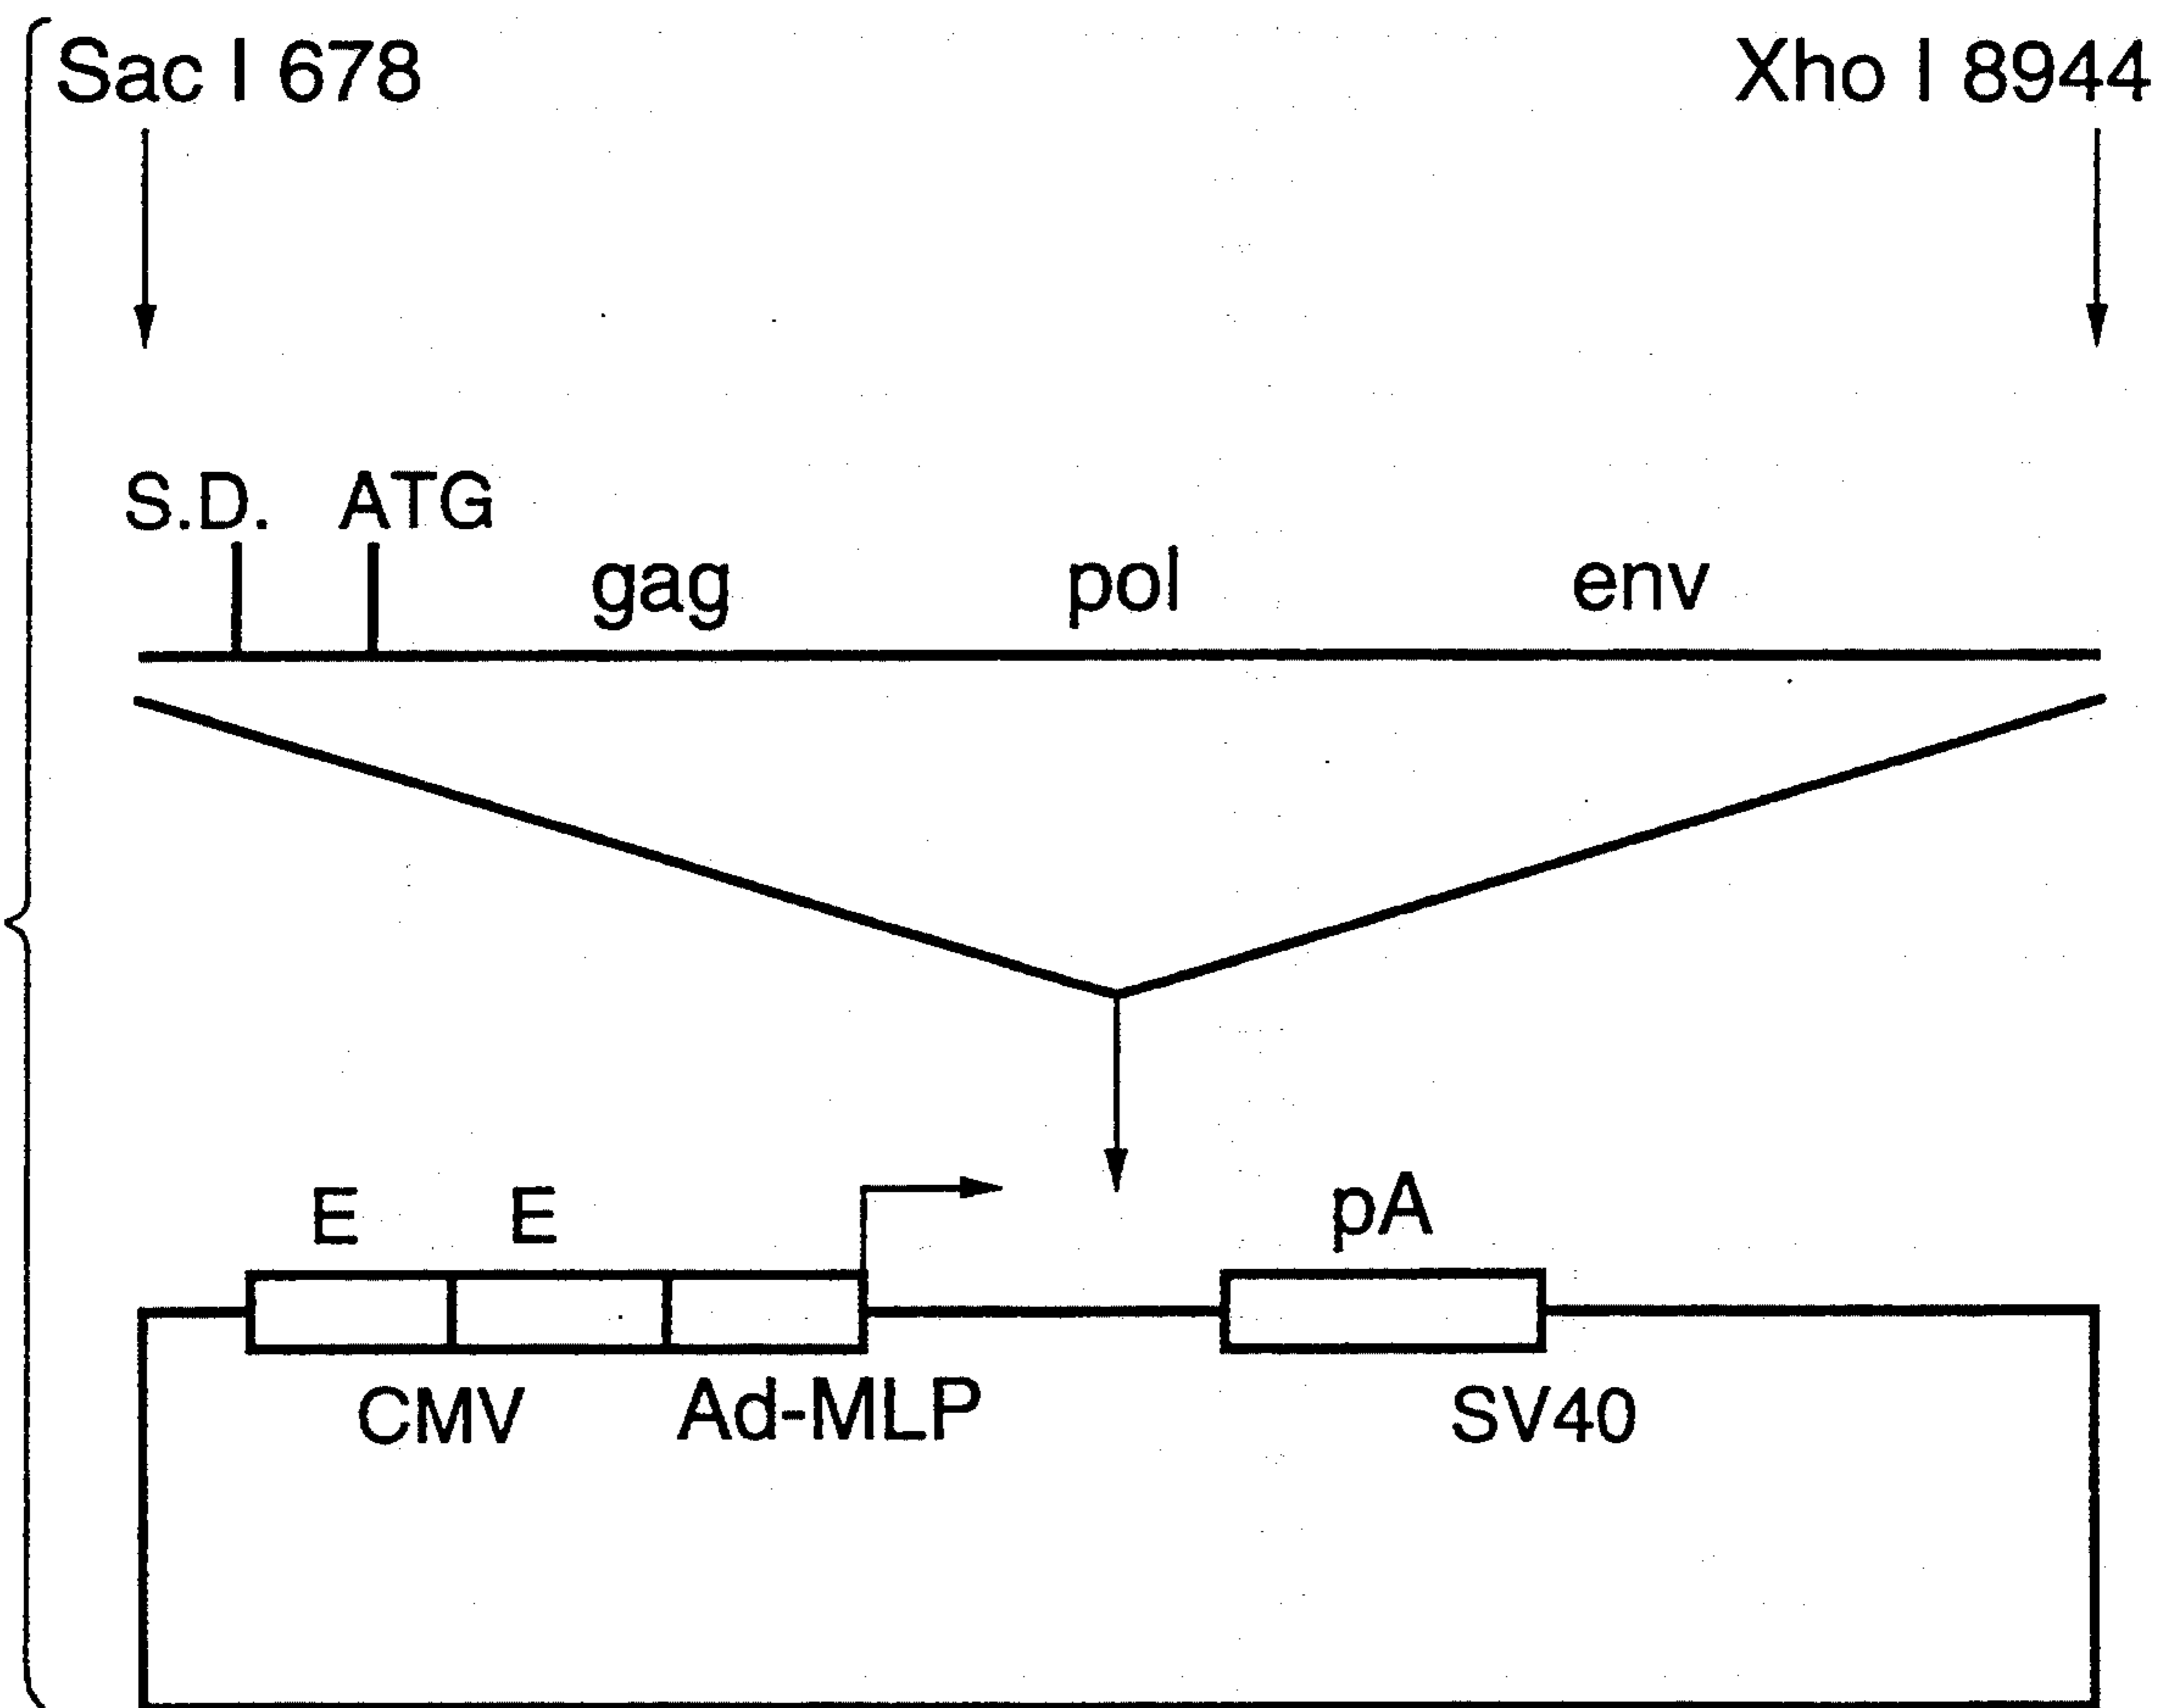 Sac I 678 Xho I 8944
S.D. ATG
gag pol env
E E pA
CMV Ad-MLP SV40